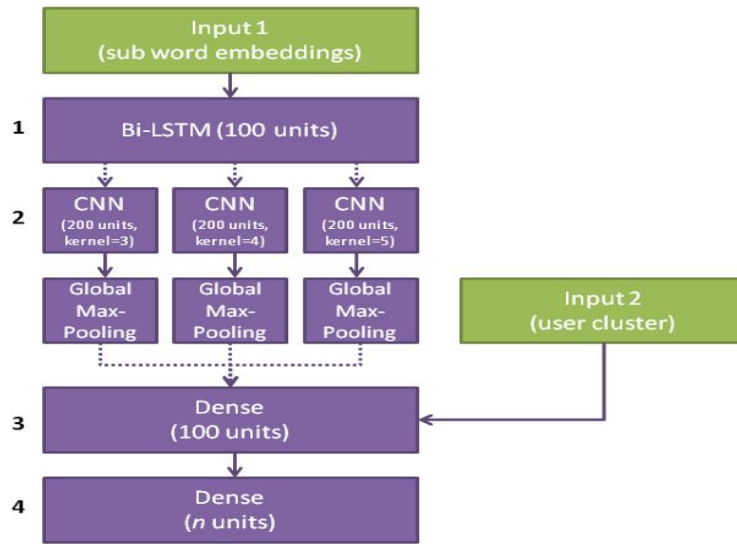 Input 1
(sub word embeddings)
1
Bi-LSTM (100 units)
2
CNN
(200 units,
kernel=3)
CNN
(200 units,
kernel=4)
CNN
(200 units,
kernel=5)
Global
Max-
Pooling
Global
Max-
Pooling
Global
Max-
Pooling
Input 2
(user cluster)
3
Dense
(100 units)
4
Dense
(n units)